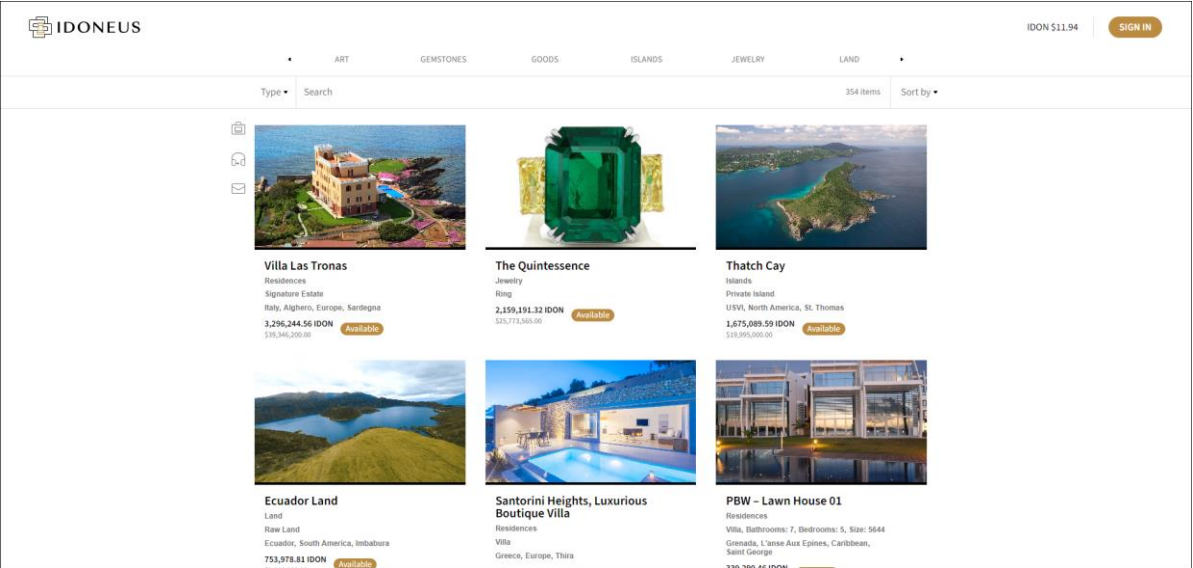 IDONEUS
IDON $11.94
SIGN IN
ART
GEMSTONES
GOODS
ISLANDS
JEWELRY
LAND
Type
Search
354 items
Sort by
Villa Las Tronas
Residences
Signature Estate
Italy, Alghero, Europe, Sardegna
3,296,244.56 IDON
Available
$39,346,200.00
The Quintessence
Jewelry
Ring
2,159,191.32 IDON
Available
$25,773,565.00
Thatch Cay
Islands
Private Island
USVI, North America, St. Thomas
1,675,089.59 IDON
Available
$19,995,000.00
Ecuador Land
Land
Raw Land
Ecuador, South America, Imbabura
753,978.81 IDON
Available
Santorini Heights, Luxurious
Boutique Villa
Residences
Villa
Greece, Europe, Thira
PBW – Lawn House 01
Residences
Villa, Bathrooms: 7, Bedrooms: 5, Size: 5644
Grenada, L'anse Aux Epines, Caribbean,
Saint George